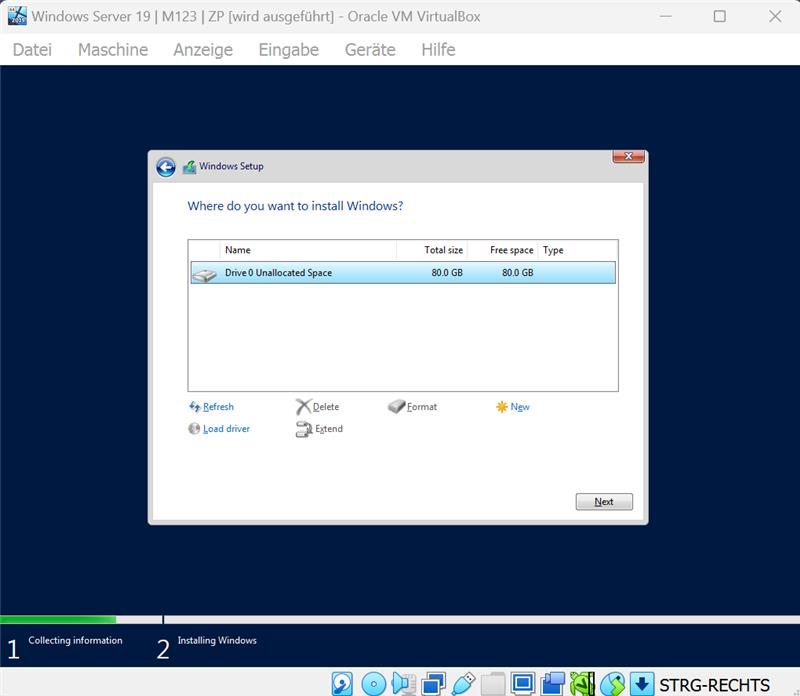 Windows Server 19 | M123 | ZP [wird ausgeführt] - Oracle VM VirtualBox
Datei Maschine Anzeige Eingabe Geräte Hilfe
Windows Setup
Where do you want to install Windows?
Name Total size Free space Type
Drive 0 Unallocated Space 80.0 GB 80.0 GB
Refresh Delete Format New
Load driver Extend
Next
1 Collecting information 2 Installing Windows
STRG-RECHTS